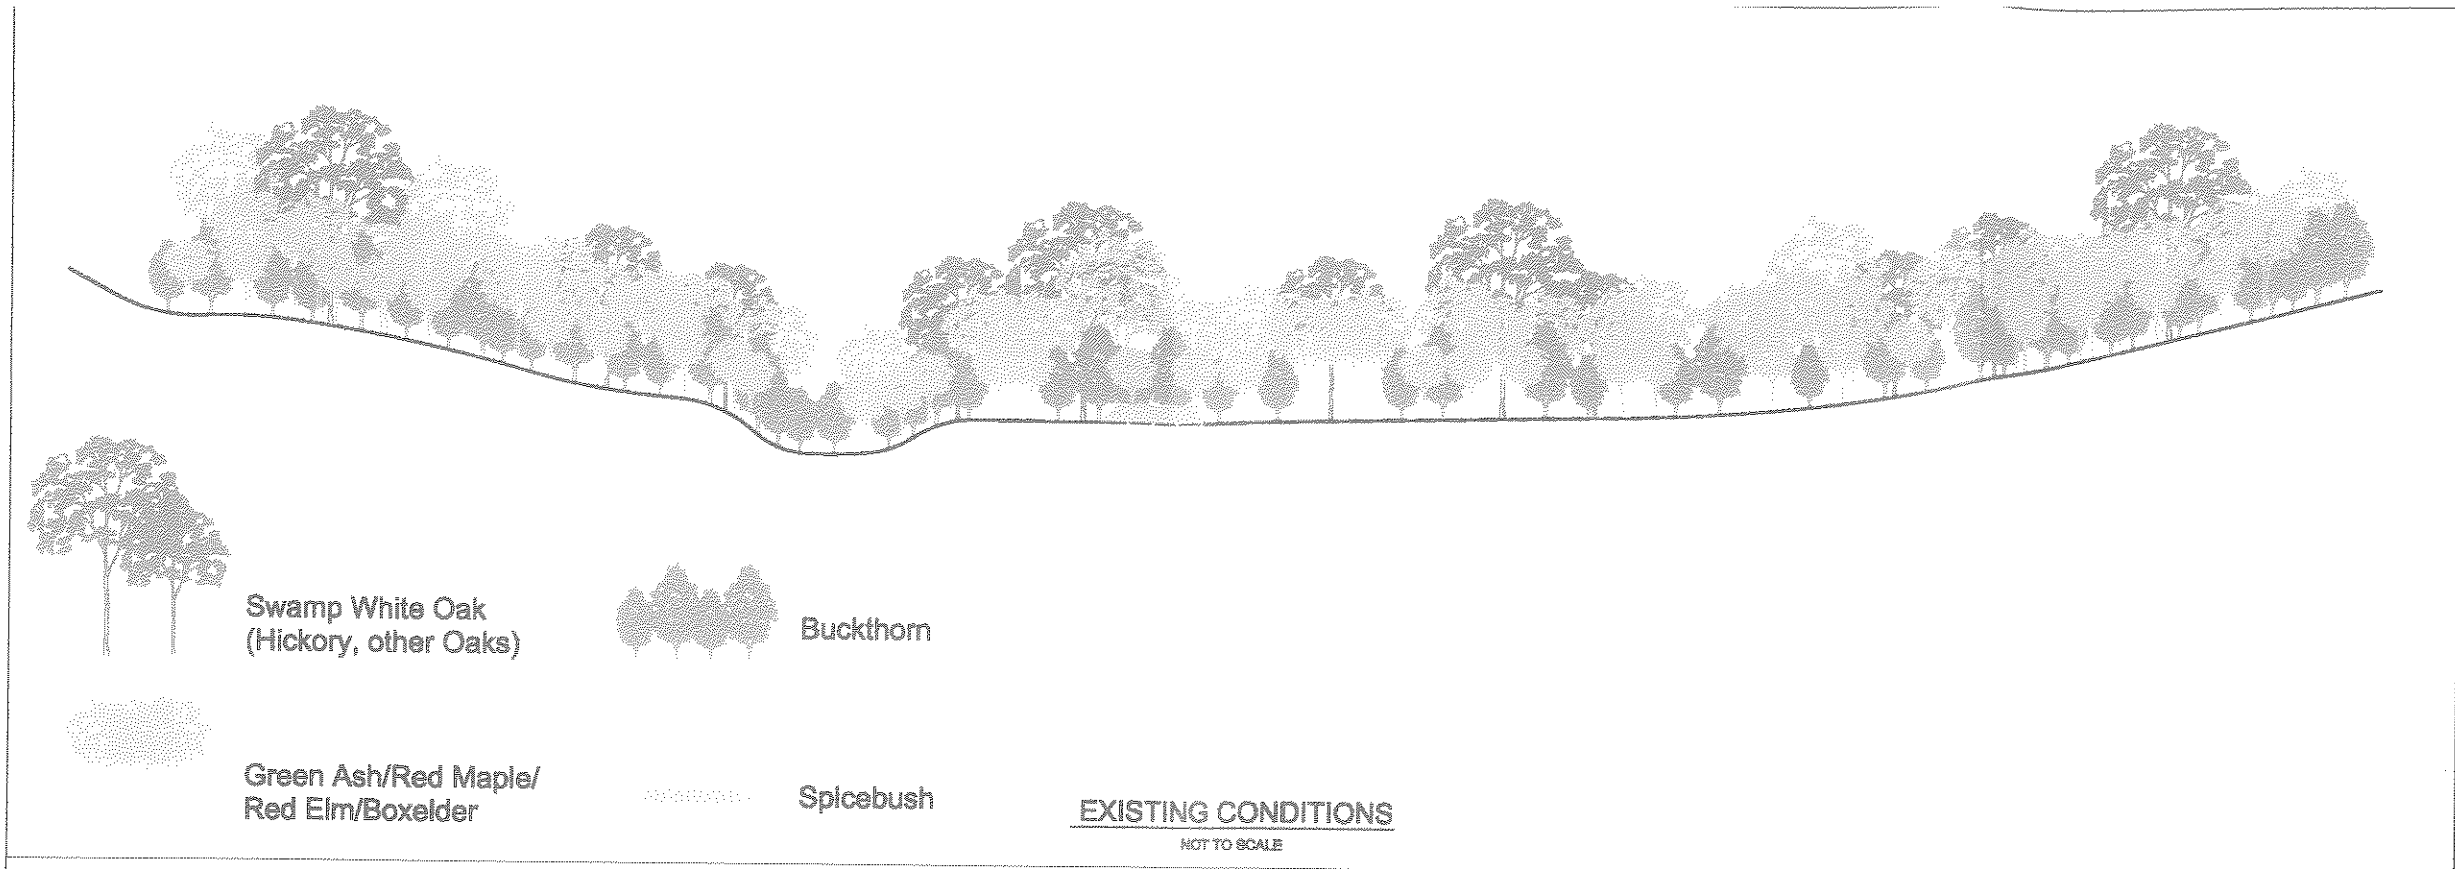 Swamp White Oak
(Hickory, other Oaks)
Buckthorn
Green Ash/Red Maple/
Red Elm/Boxelder
Spicebush
EXISTING CONDITIONS
NOT TO SCALE